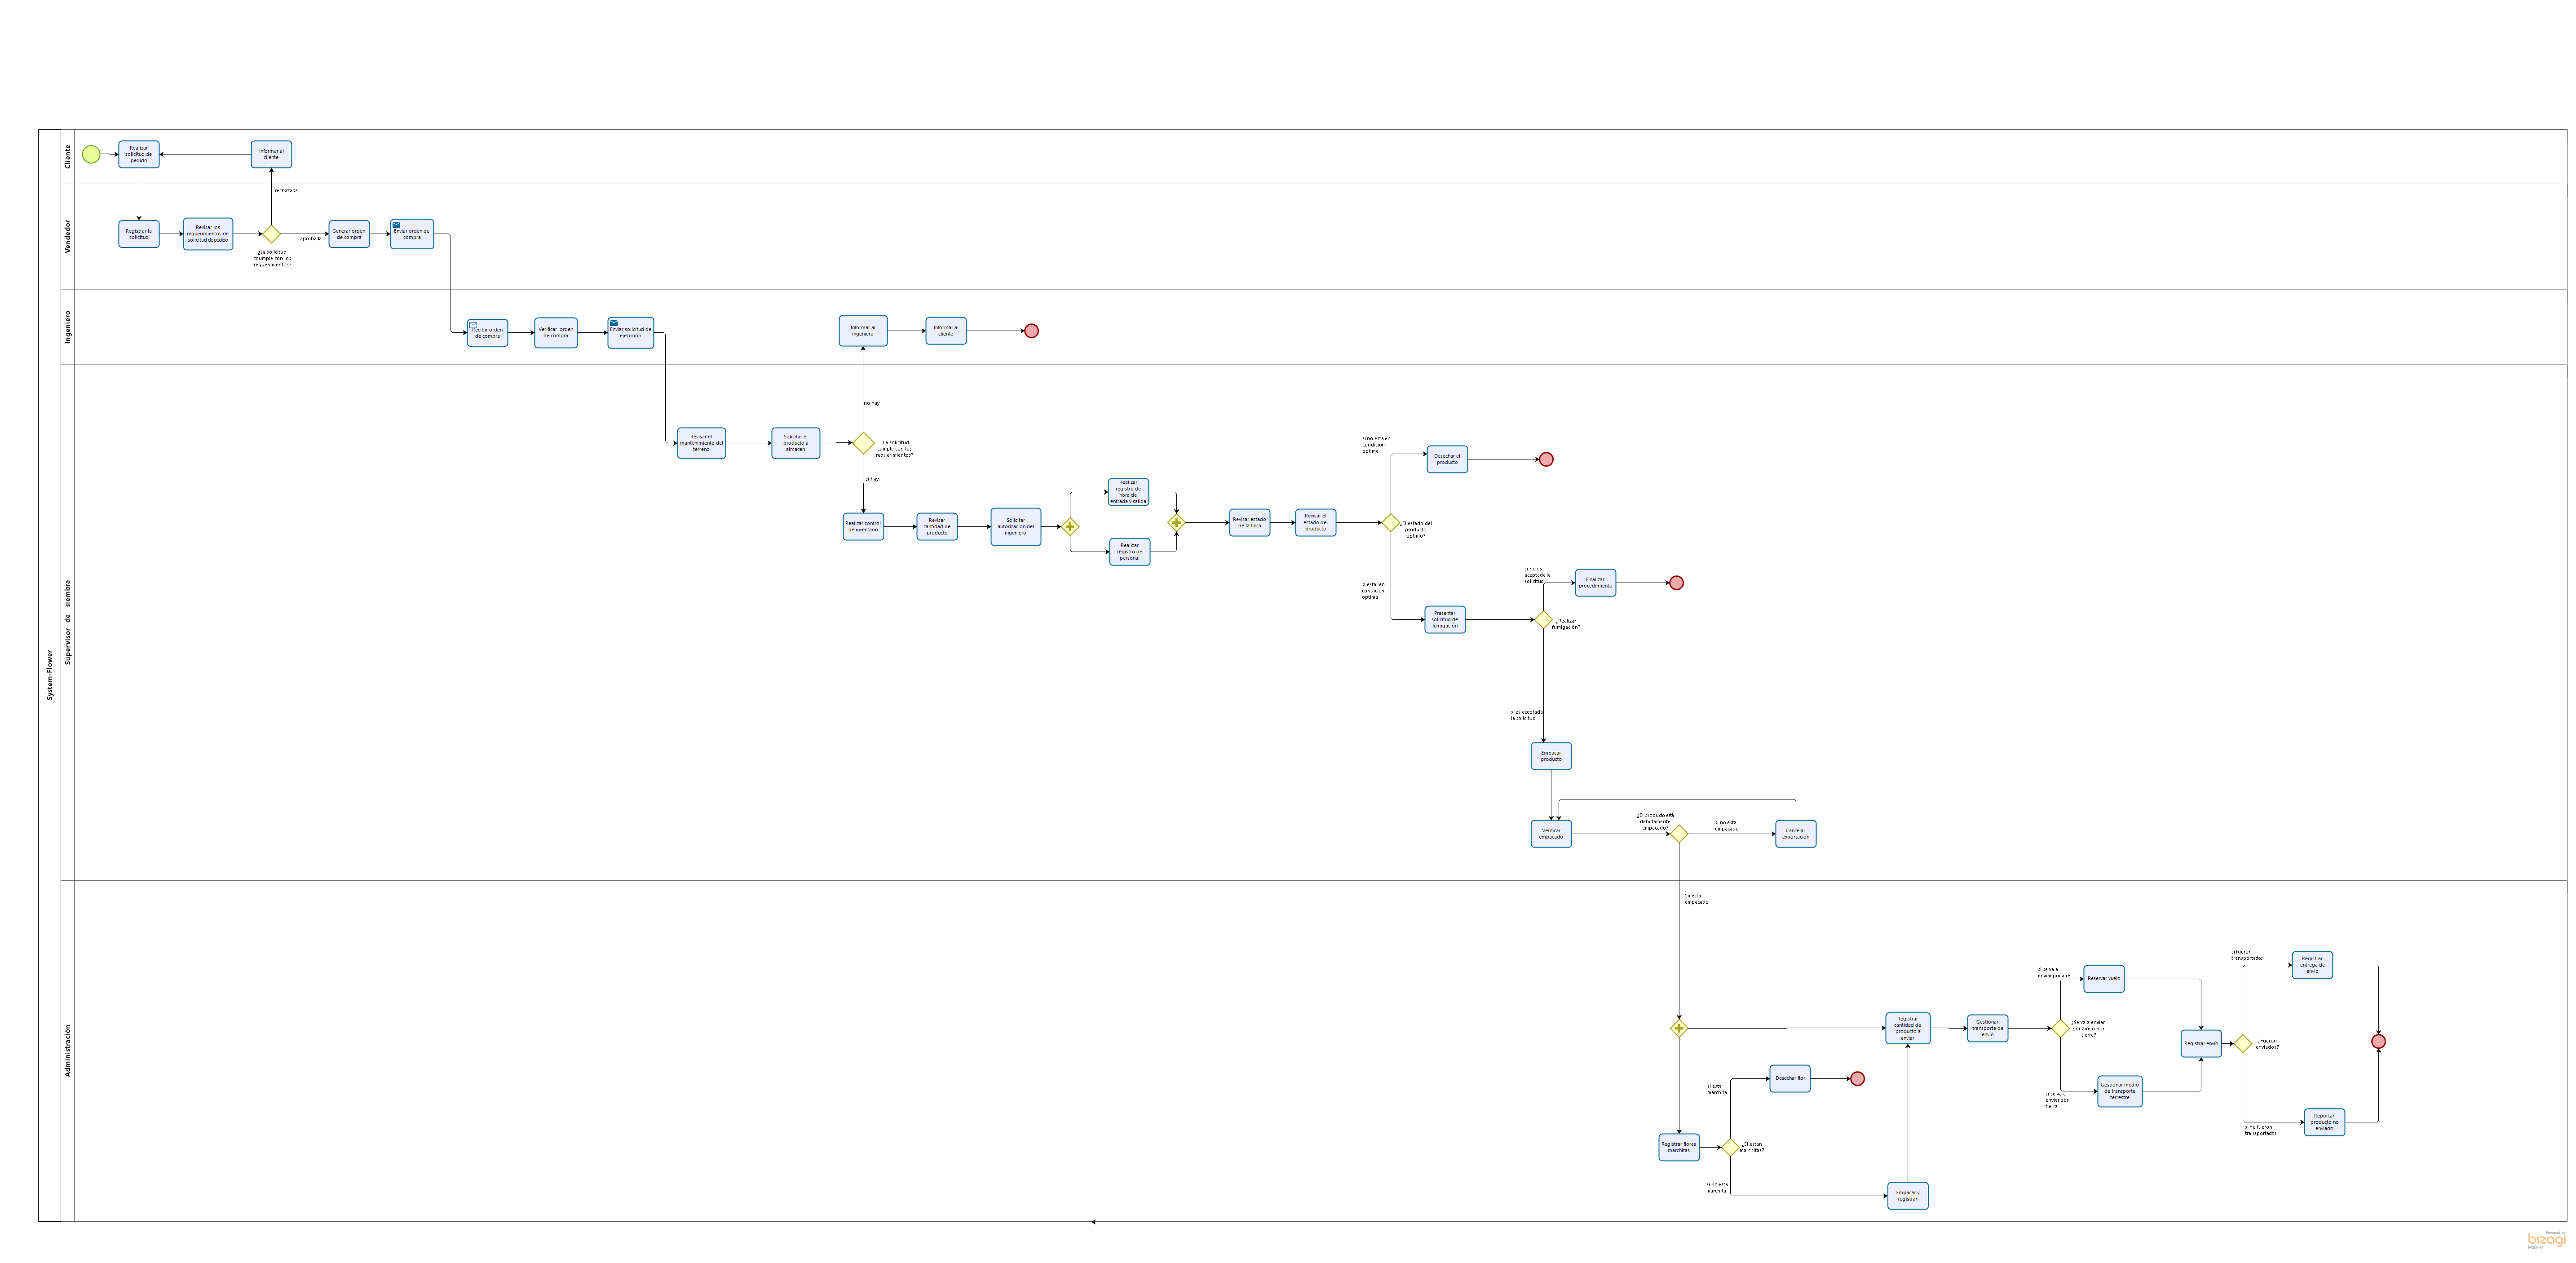 System-Flower
Cliente
Realizar
solicitud de
pedido
Informar al
cliente
rechazada
Vendedor
Registrar la
solicitud
Revisar los
requerimientos de
solicitud de pedido
¿La solicitud
coumple con los
requerimientos?
aprobada
Generar orden
de compra
Enviar orden de
compra
Ingeniero
Recibir orden
de compra
Verificar orden
de compra
Enviar solicitud de
ejecución
Informar al
ingeniero
Informar al
cliente
Supervisor de siembra
no hay
Revisar el
mantenimiento del
terreno
Solicitar el
producto a
almacen
¿La solicitud
cumple con los
requerimientos?
si hay
Realizar control
de inventario
Revisar
cantidad de
producto
Solicitar
autorizacion del
ingeniero
Realizar
registro de
hora de
entrada y salida
Realizar
registro de
personal
Revisar estado
de la finca
Revisar el
estado del
producto
¿El estado del
producto
optimo?
si no esta en
condicion
optima
Desechar el
producto
si esta en
condicion
optima
Presentar
solicitud de
fumigación
¿Realizar
fumigación?
si no es
aceptada la
solicitud
Finalizar
procedimiento
si es aceptada
la solicitud
Empacar
producto
Verificar
empacado
¿El producto está
debidamente
empacado?
si no esta
empacado
Cancelar
exportación
Administración
Sii esta
empacado
Registrar flores
marchitas
¿Si estan
marchitas?
si esta
marchita
Desechar flor
si no esta
marchita
Empacar y
registrar
Registrar
cantidad de
producto a
enviar
Gestionar
transporte de
envio
¿Se va a enviar
por aire o por
tierra?
si se va a
enviar por aire
Reservar vuelo
si se va a
enviar por
tierra
Gestionar medio
de transporte
terrestre
Registrar envío
¿Fueron
enviados?
si fueron
transportados
Registrar
entrega de
envio
si no fueron
transportados
Reportar
producto no
enviado
Powered by
bizagi
Modeler